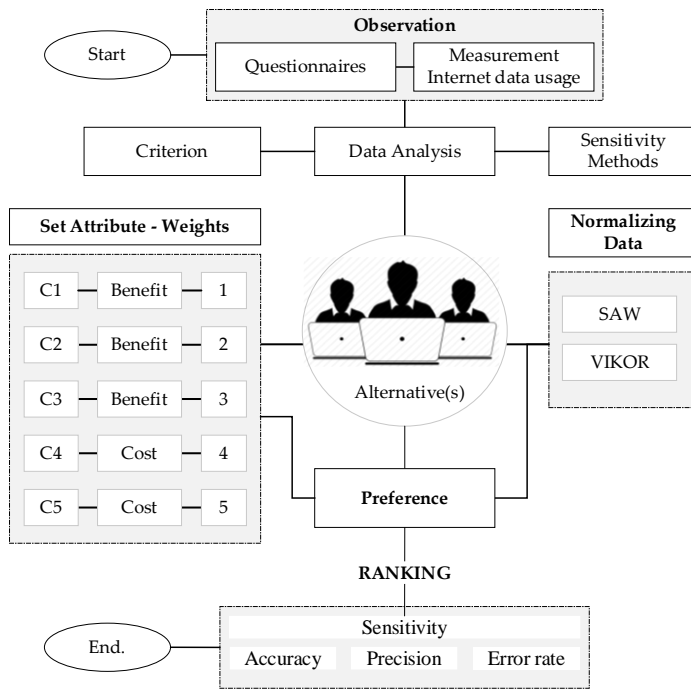 Observation
Start
Questionnaires
Measurement
Internet data usage
Criterion
Data Analysis
Sensitivity
Methods
Set Attribute - Weights
Normalizing
Data
C1 Benefit 1
C2 Benefit 2
C3 Benefit 3
C4 Cost 4
C5 Cost 5
Alternative(s)
SAW
VIKOR
Preference
RANKING
Sensitivity
Accuracy Precision Error rate
End.